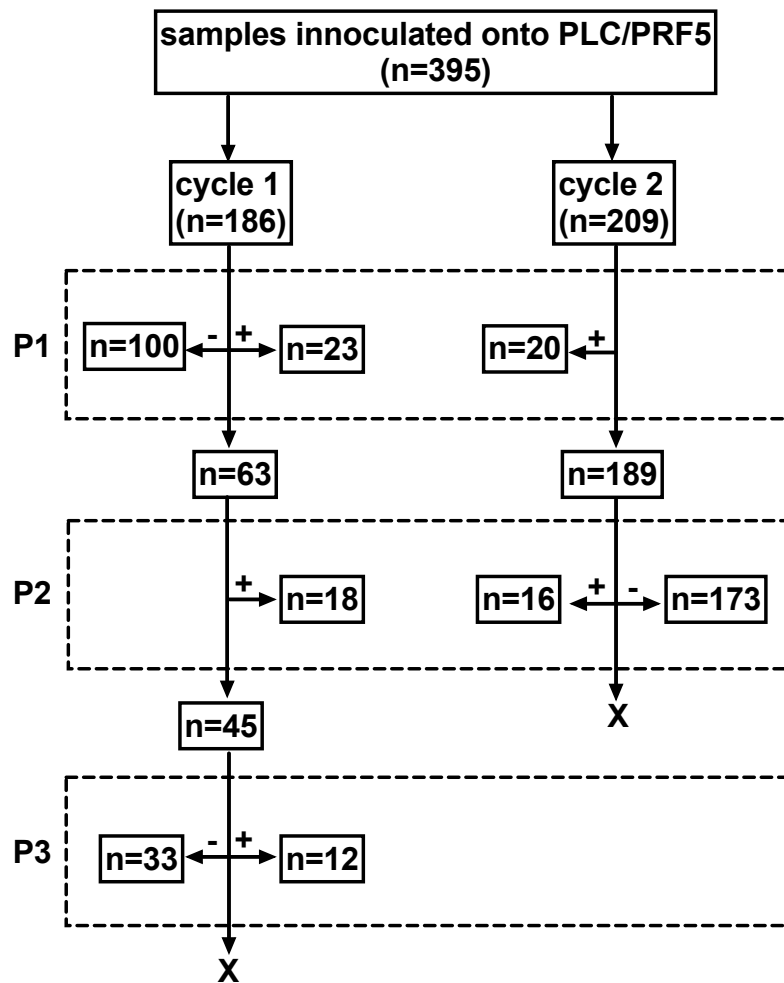 samples innoculated onto PLC/PRF5
(n=395)
cycle 1
(n=186)
cycle 2
(n=209)
P1
n=100
-
+
n=23
n=20
+
n=63
n=189
P2
+
n=18
n=16
+
-
n=173
n=45
X
P3
n=33
-
+
n=12
X